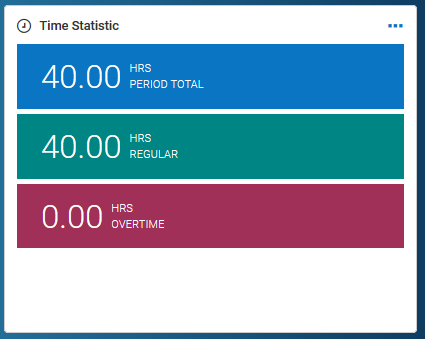 Time Statistic
40.00 HRS
PERIOD TOTAL
40.00 HRS
REGULAR
0.00 HRS
OVERTIME